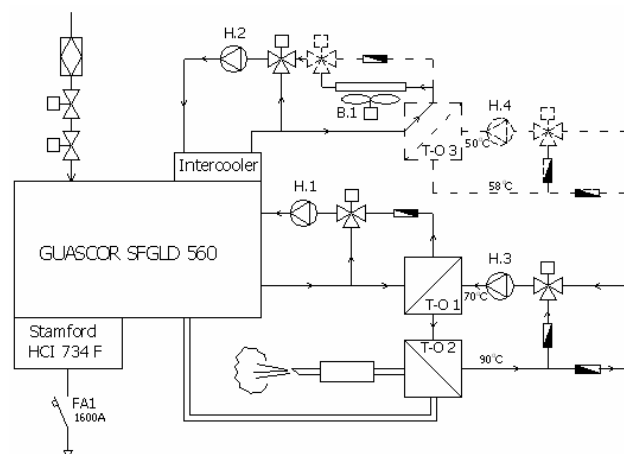 H.2
B.1
H.4
T-O 3
50°C
Intercooler
58°C
H.1
GUASCOR SFGLD 560
H.3
T-O 1
70°C
Stamford
HCI 734 F
T-O 2
90°C
FA1
1600A